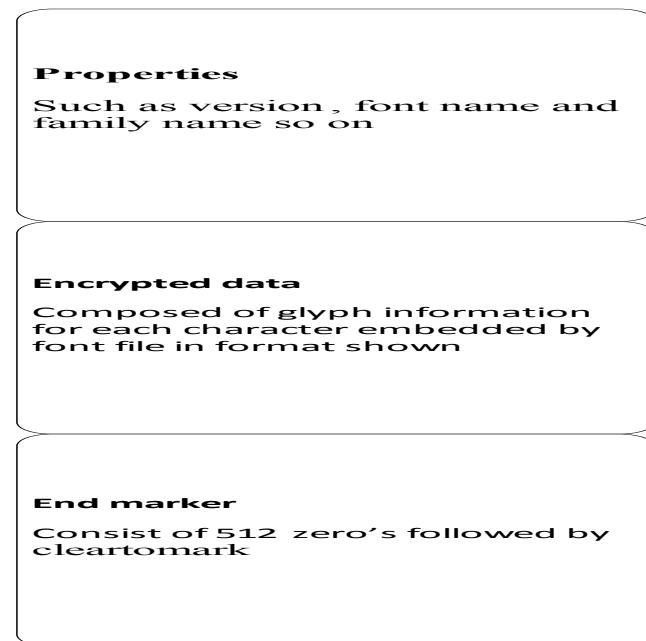 Properties
Such as version , font name and
family name so on
Encrypted data
Composed of glyph information
for each character embedded by
font file in format shown
End marker
Consist of 512 zero’s followed by
cleartomark